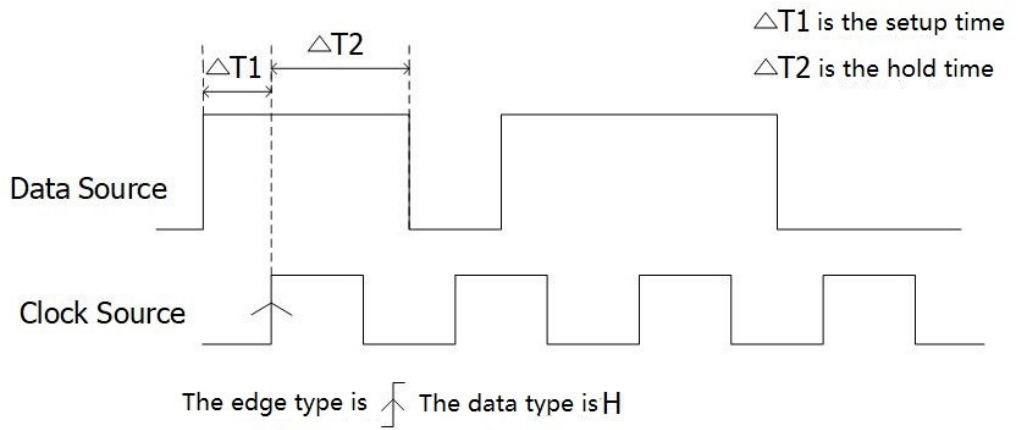 △T1 is the setup time
△T2
△T1
△T2 is the hold time
Data Source
Clock Source
The edge type is The data type is H